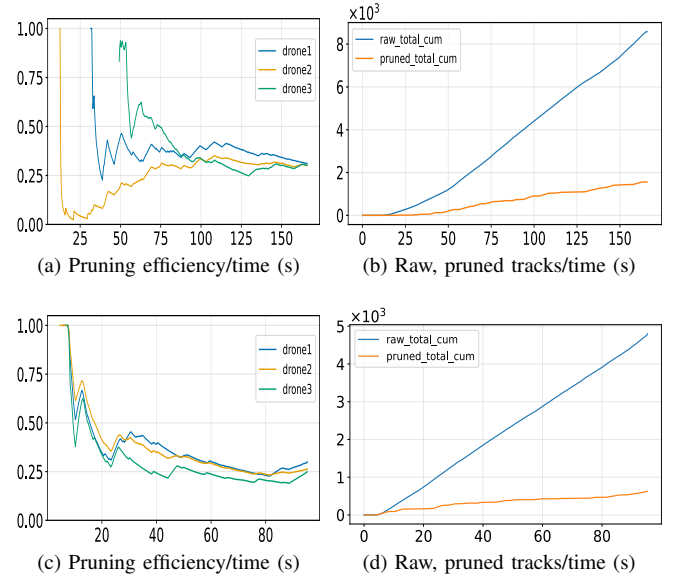 1.00
0.75
0.50
0.25
0.00
drone1
drone2
drone3
25 50 75 100 125 150
(a) Pruning efficiency/time (s)
×10³
8
6
4
2
0
raw_total_cum
pruned_total_cum
0 25 50 75 100 125 150
(b) Raw, pruned tracks/time (s)
1.00
0.75
0.50
0.25
0.00
drone1
drone2
drone3
20 40 60 80
(c) Pruning efficiency/time (s)
×10³
5
4
3
2
1
0
raw_total_cum
pruned_total_cum
0 20 40 60 80
(d) Raw, pruned tracks/time (s)